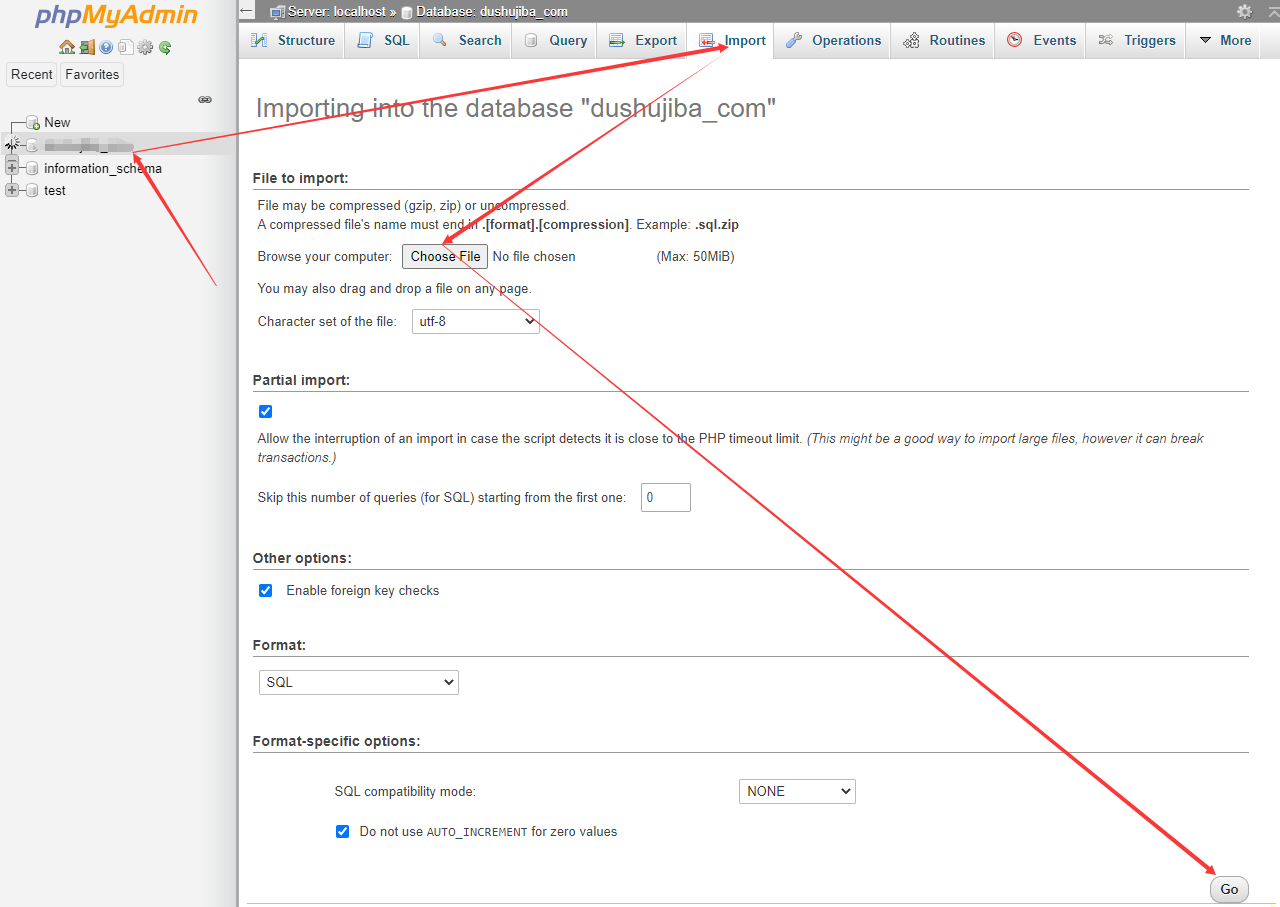 phpMyAdmin
Recent Favorites
New
information_schema
test
Server: localhost » Database: dushujiba_com
Structure SQL Search Query Export Import Operations Routines Events Triggers More
Importing into the database "dushujiba_com"
File to import:
File may be compressed (gzip, zip) or uncompressed.
A compressed file's name must end in .[format].[compression]. Example: .sql.zip
Browse your computer: Choose File No file chosen (Max: 50MiB)
You may also drag and drop a file on any page.
Character set of the file: utf-8
Partial import:
Allow the interruption of an import in case the script detects it is close to the PHP timeout limit. (This might be a good way to import large files, however it can break
transactions.)
Skip this number of queries (for SQL) starting from the first one: 0
Other options:
Enable foreign key checks
Format:
SQL
Format-specific options:
SQL compatibility mode: NONE
Do not use AUTO_INCREMENT for zero values
Go